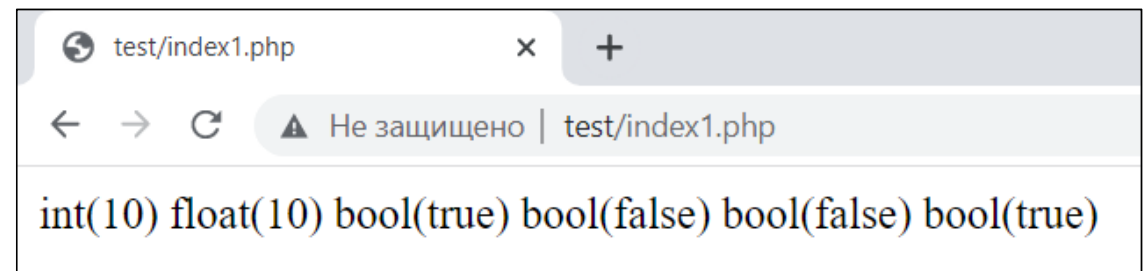 test/index1.php
Не защищено | test/index1.php
int(10) float(10) bool(true) bool(false) bool(false) bool(true)